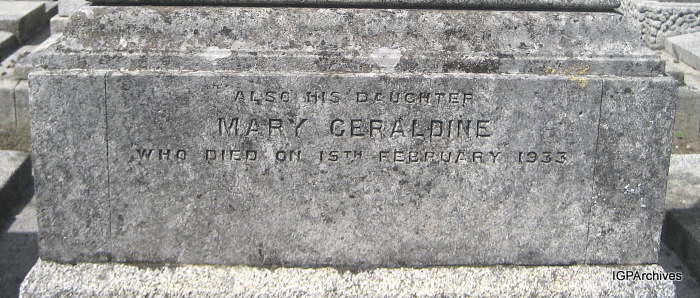 ALSO HIS DAUGHTER
MARY GERALDINE
WHO DIED ON 15TH FEBRUARY 1933
IGPArchives